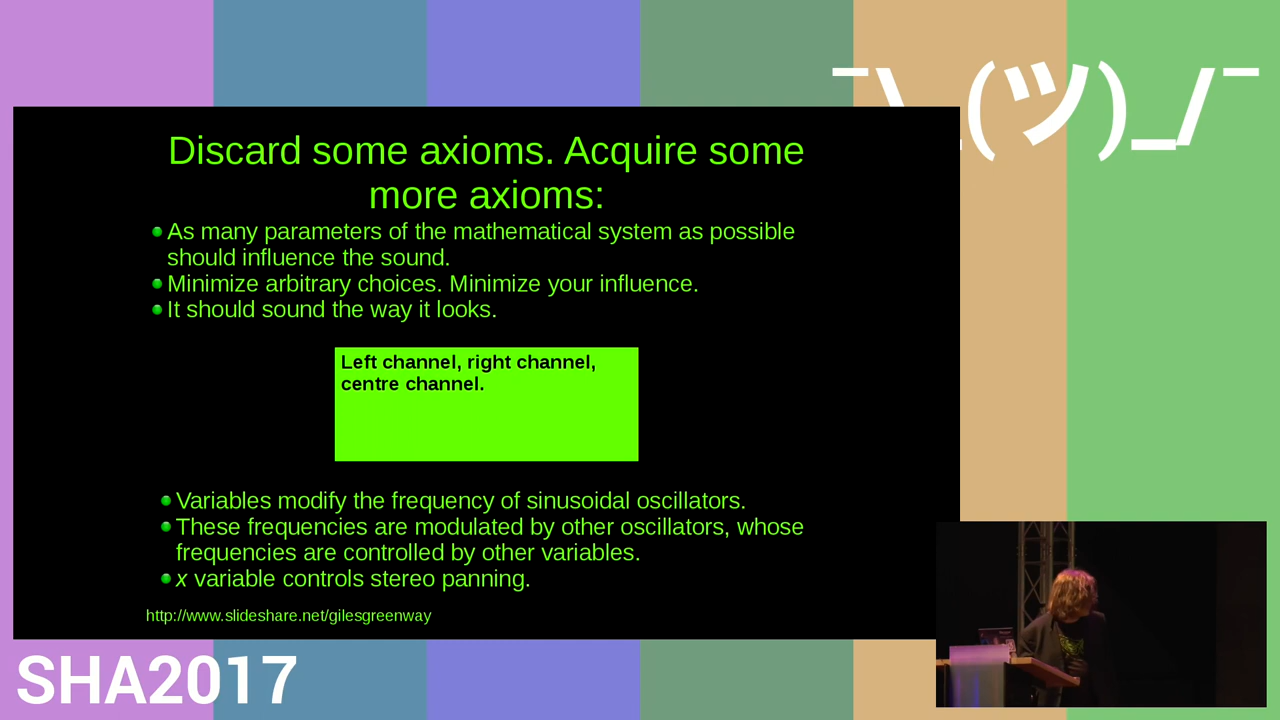 ¯\_(ツ)_/¯
Discard some axioms. Acquire some
more axioms:
As many parameters of the mathematical system as possible
should influence the sound.
Minimize arbitrary choices. Minimize your influence.
It should sound the way it looks.
Left channel, right channel,
centre channel.
Variables modify the frequency of sinusoidal oscillators.
These frequencies are modulated by other oscillators, whose
frequencies are controlled by other variables.
x variable controls stereo panning.
http://www.slideshare.net/gilesgreenway
SHA2017